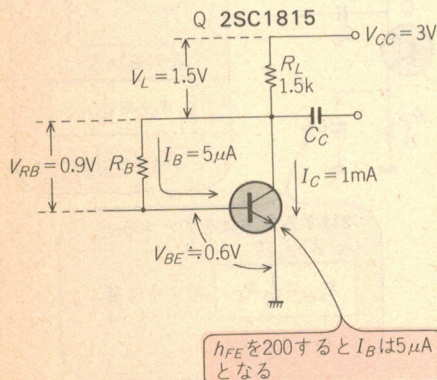 Q 2SC1815
V_CC = 3V
V_L = 1.5V
R_L
1.5k
C_C
V_RB = 0.9V
R_B
I_B = 5μA
I_C = 1mA
V_BE ≒ 0.6V
h_FEを200するとI_Bは5μA
となる